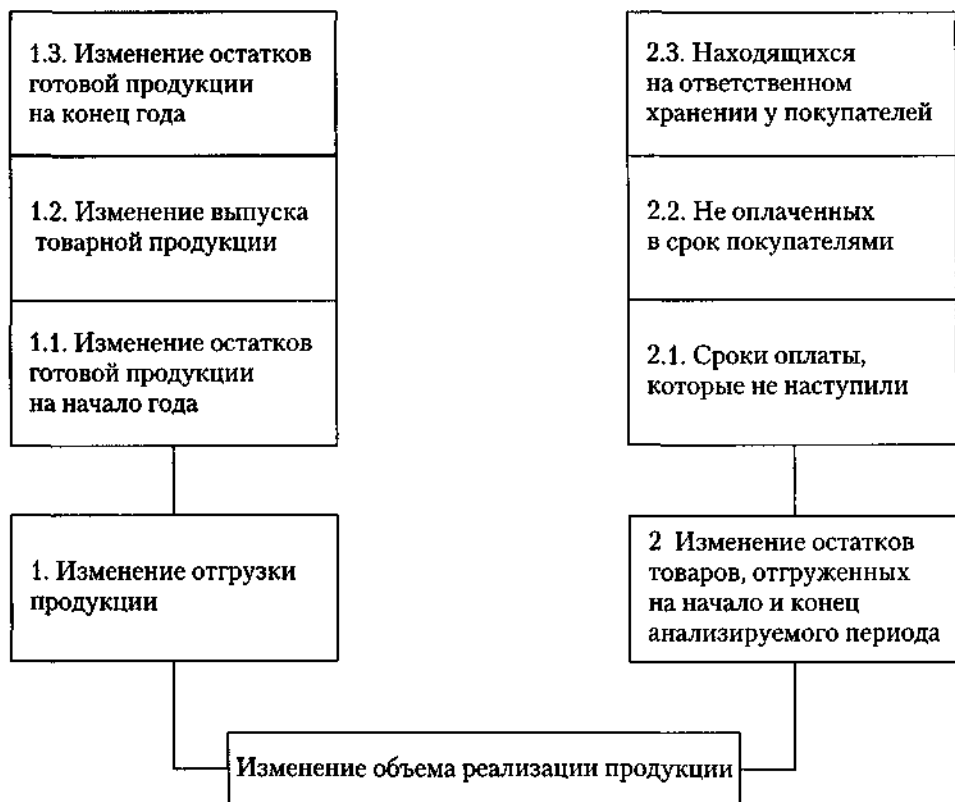 1.3. Изменение остатков
готовой продукции
на конец года
2.3. Находящихся
на ответственном
хранении у покупателей
1.2. Изменение выпуска
товарной продукции
2.2. Не оплаченных
в срок покупателями
1.1. Изменение остатков
готовой продукции
на начало года
2.1. Сроки оплаты,
которые не наступили
1. Изменение отгрузки
продукции
2 Изменение остатков
товаров, отгруженных
на начало и конец
анализируемого периода
Изменение объема реализации продукции